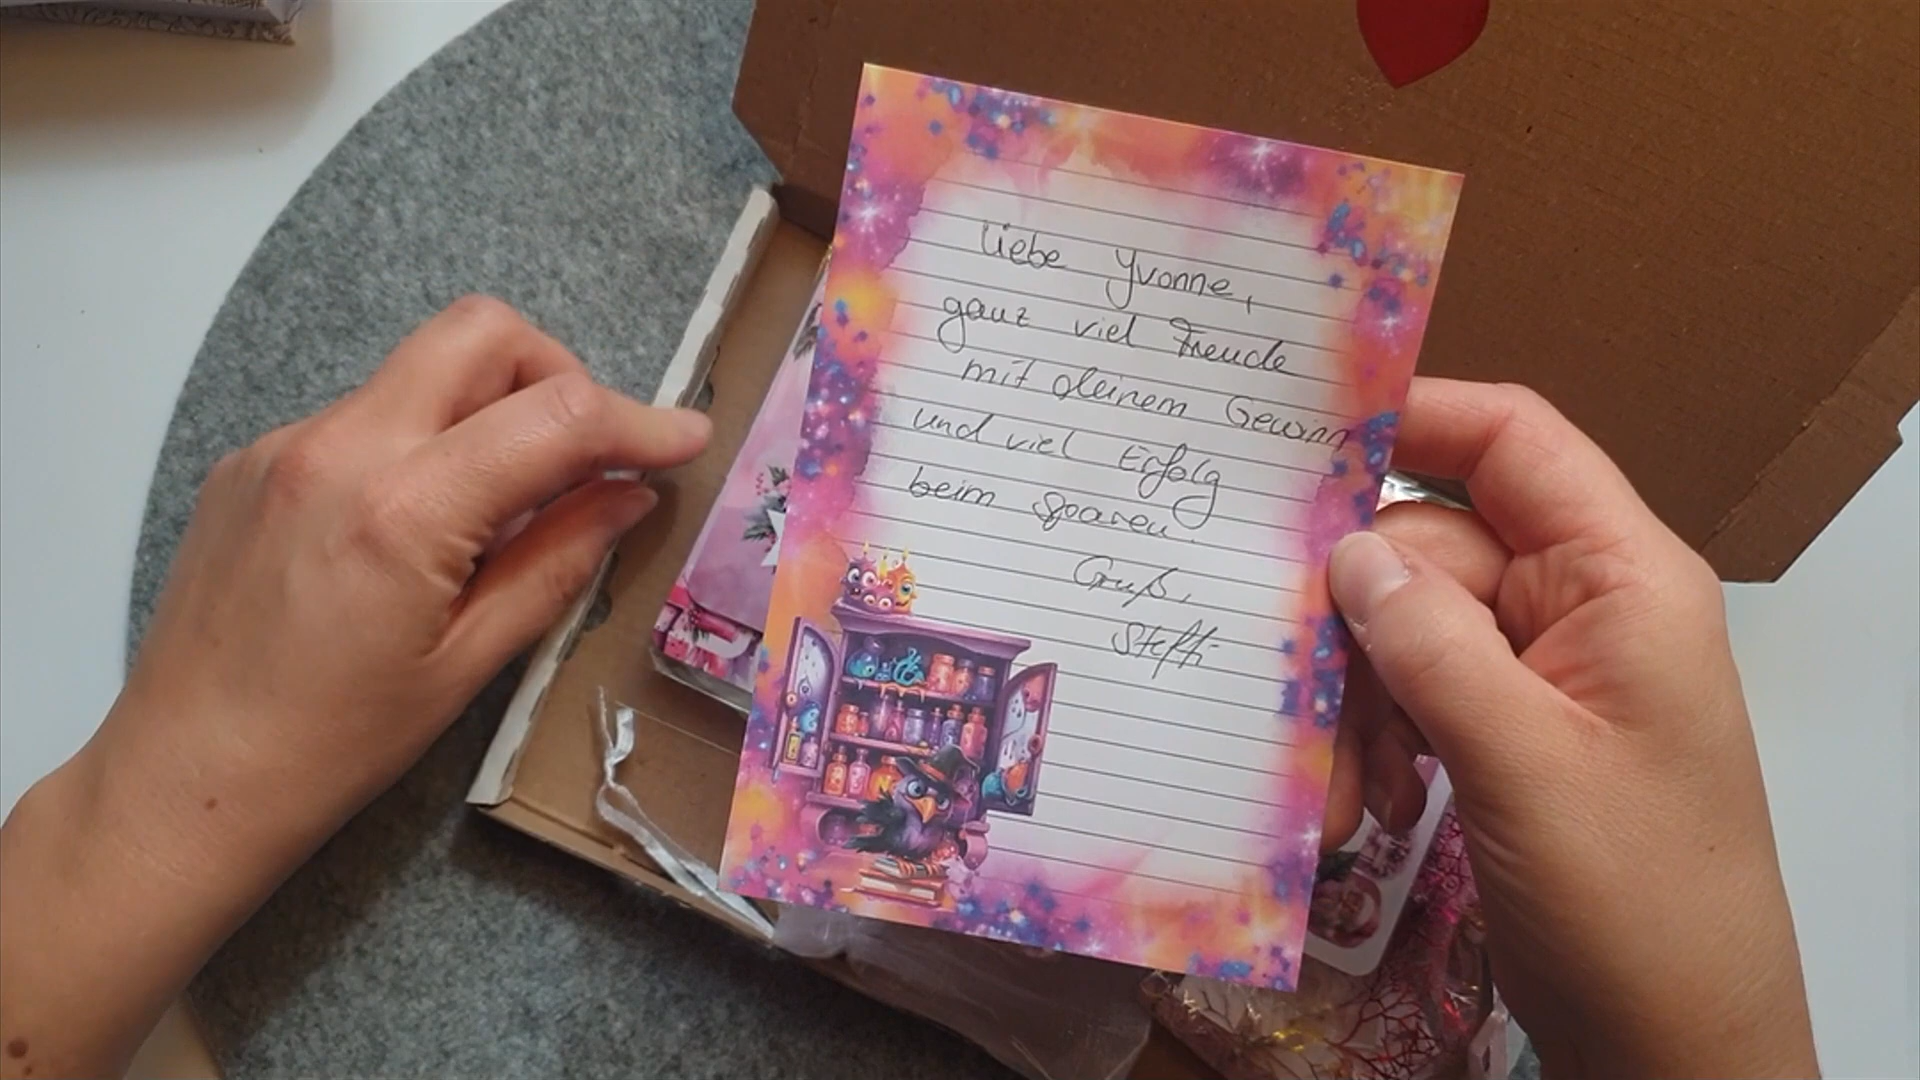 Liebe Yvonne,
ganz viel Freude
mit deinem Gewinn
und viel Erfolg
beim Sparen.
Gruß,
Steffi